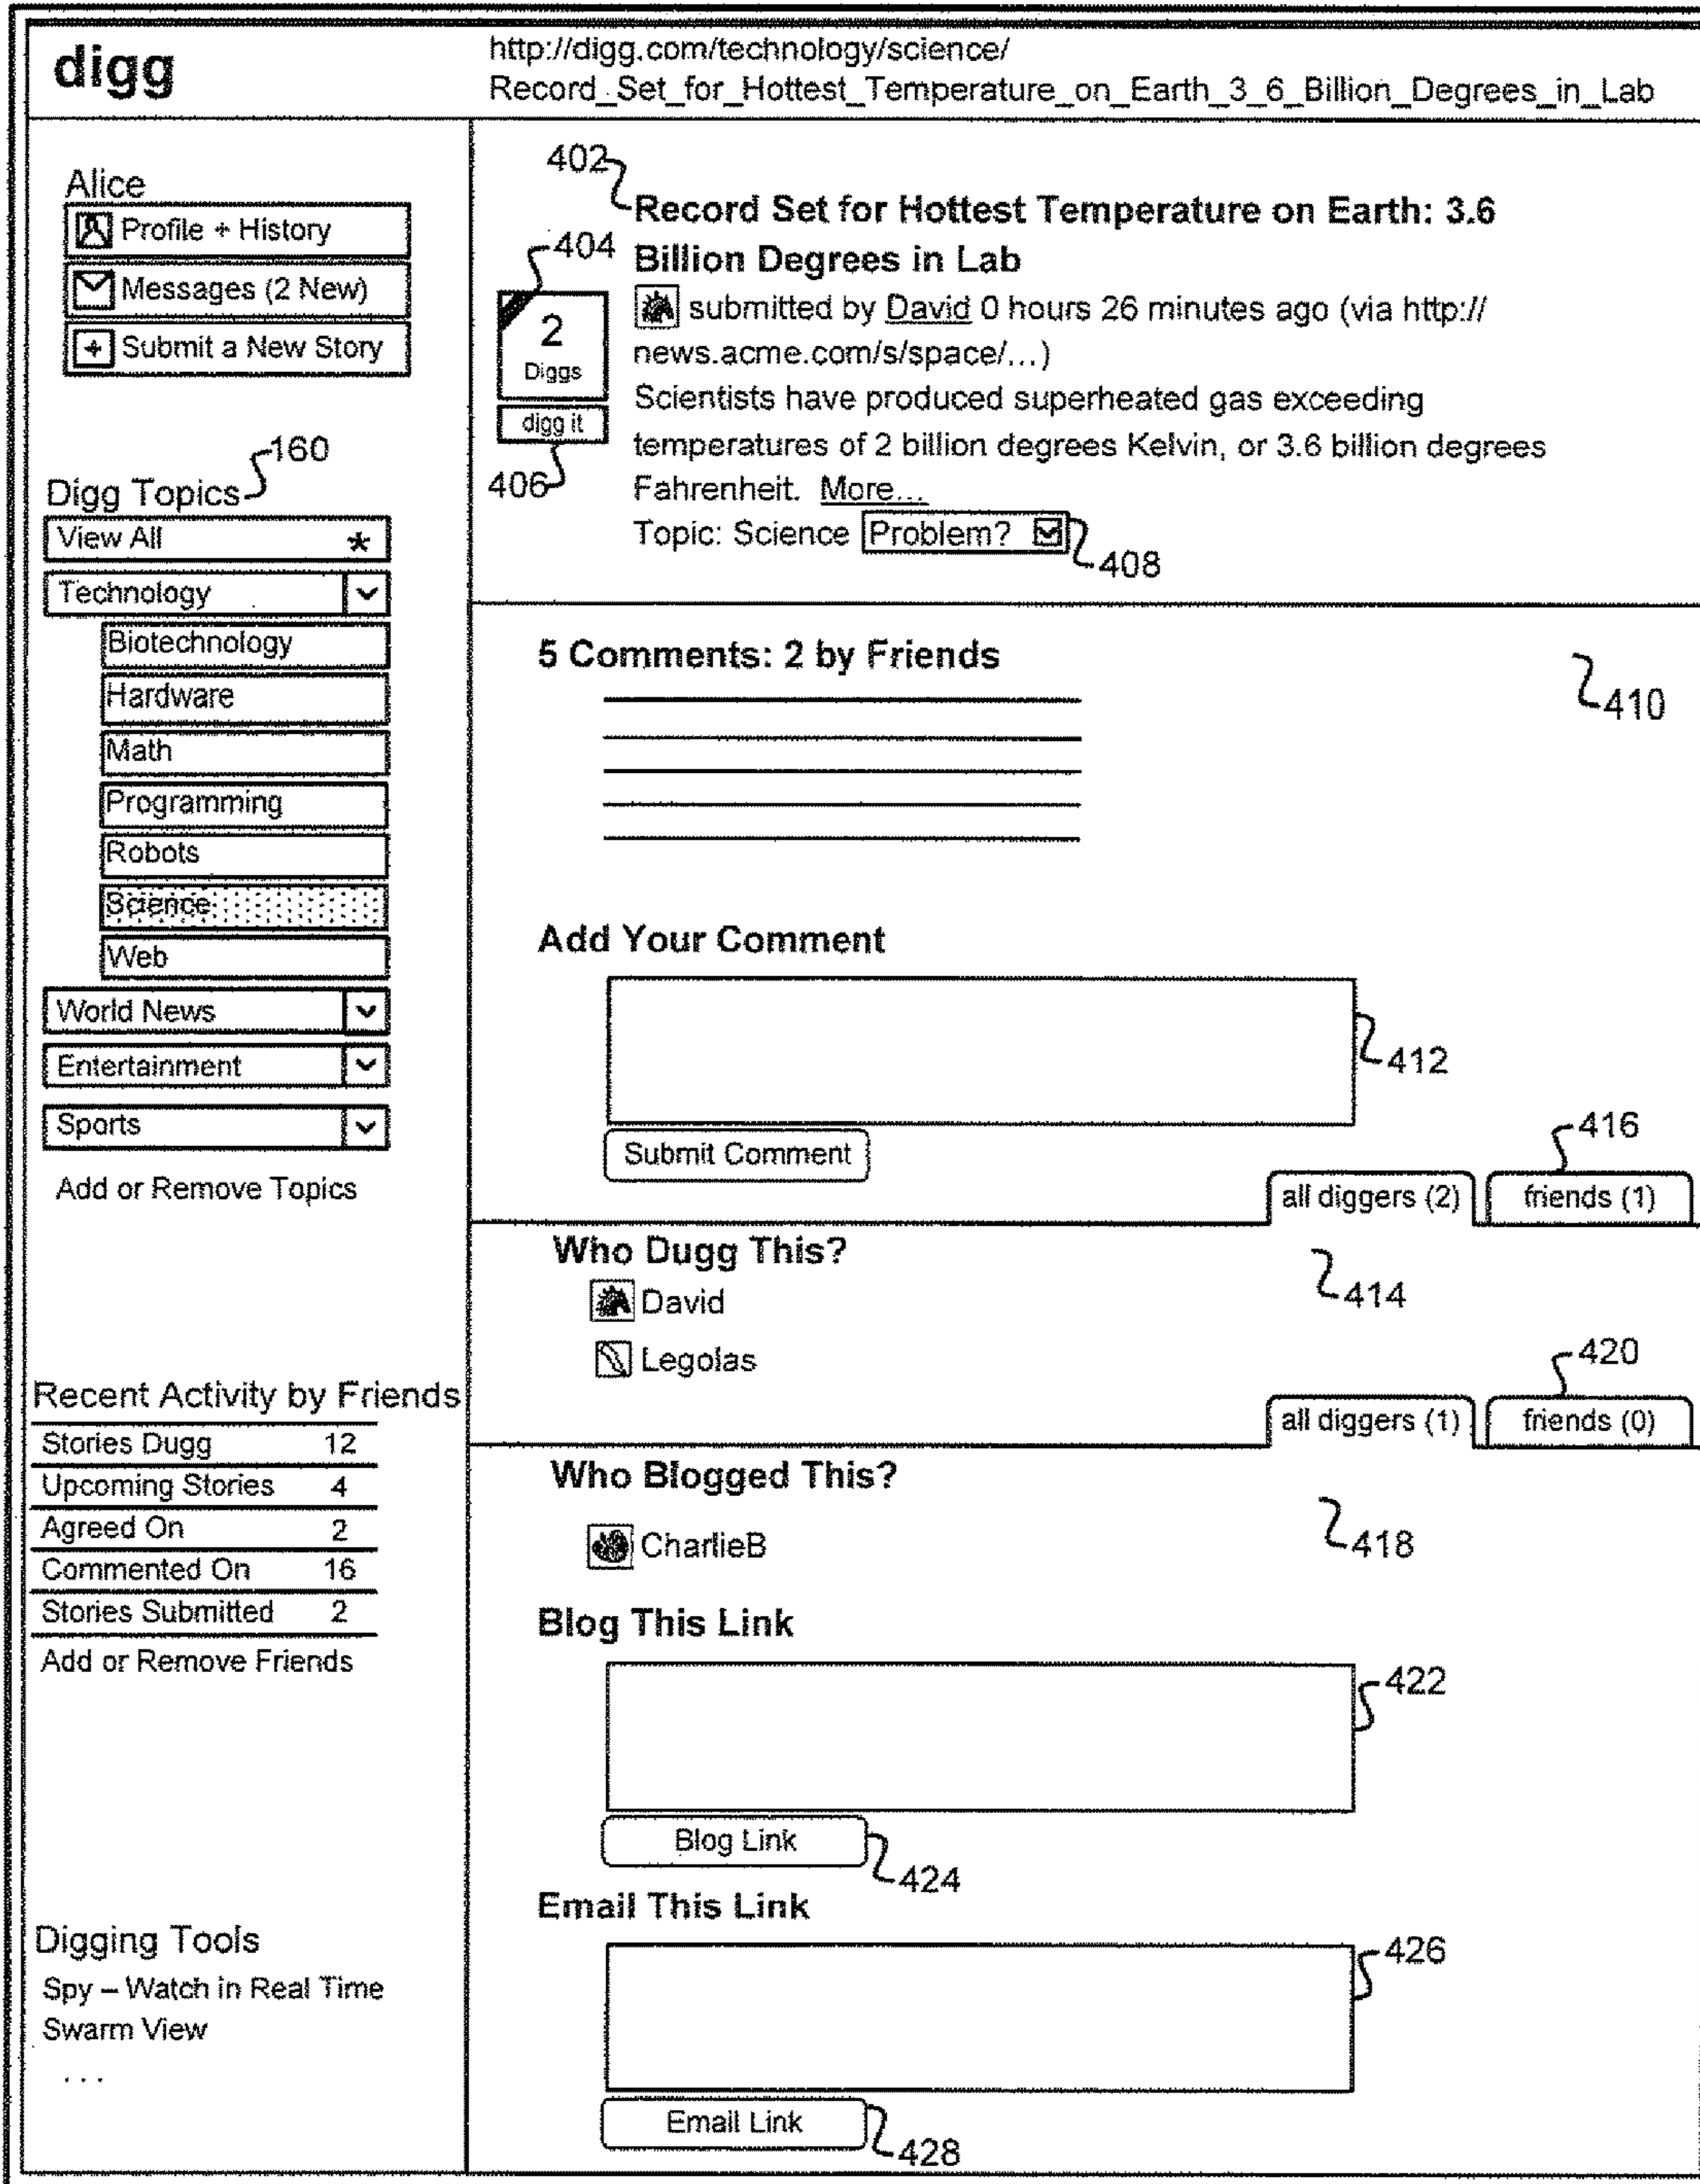 digg
http://digg.com/technology/science/
Record_Set_for_Hottest_Temperature_on_Earth_3_6_Billion_Degrees_in_Lab
Alice
Profile + History
Messages (2 New)
+ Submit a New Story
160
Digg Topics
View All *
Technology
Biotechnology
Hardware
Math
Programming
Robots
Science
Web
World News
Entertainment
Sports
Add or Remove Topics
Recent Activity by Friends
Stories Dugg 12
Upcoming Stories 4
Agreed On 2
Commented On 16
Stories Submitted 2
Add or Remove Friends
Digging Tools
Spy – Watch in Real Time
Swarm View
...
402
Record Set for Hottest Temperature on Earth: 3.6
Billion Degrees in Lab
404
2
Diggs
digg it
406
submitted by David 0 hours 26 minutes ago (via http://
news.acme.com/s/space/...)
Scientists have produced superheated gas exceeding
temperatures of 2 billion degrees Kelvin, or 3.6 billion degrees
Fahrenheit. More...
Topic: Science Problem?
408
5 Comments: 2 by Friends
410
Add Your Comment
412
Submit Comment
416
all diggers (2) friends (1)
Who Dugg This?
414
David
Legolas
420
all diggers (1) friends (0)
Who Blogged This?
418
CharlieB
Blog This Link
422
Blog Link
424
Email This Link
426
Email Link
428